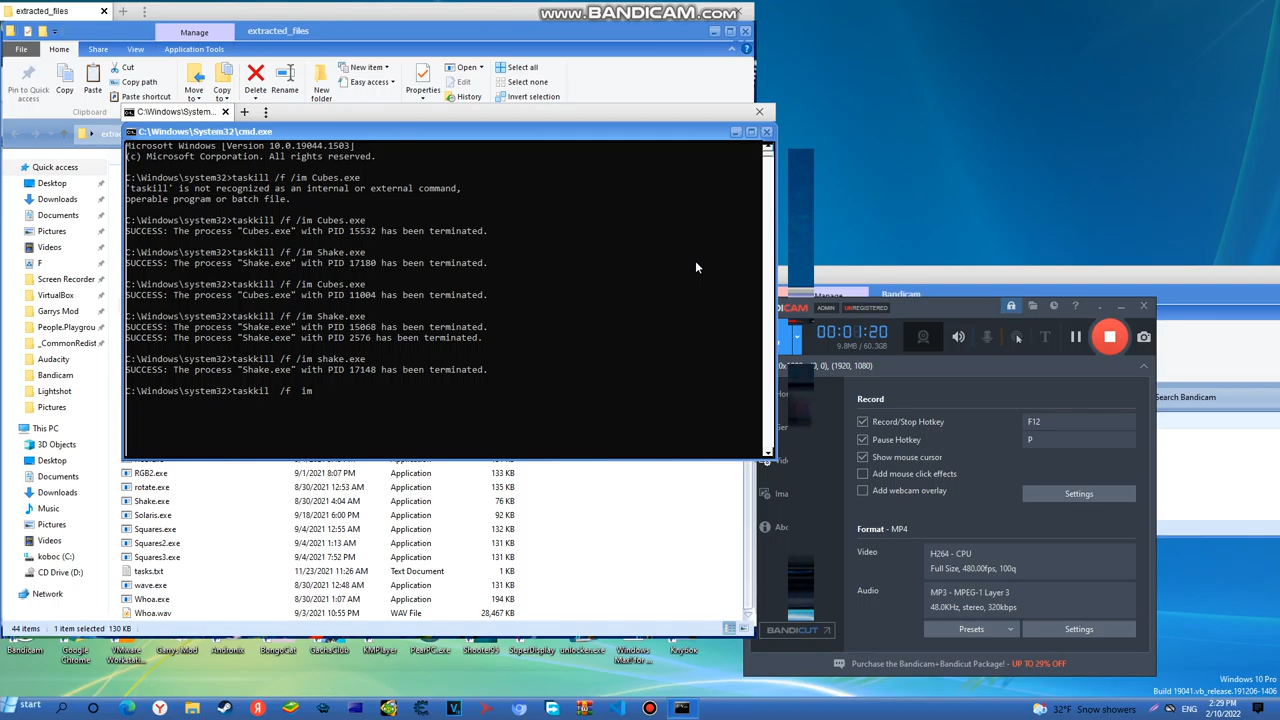 extracted_files
www.BANDICAM.com
Manage
extracted_files
File
Home
Share
View
Application Tools
Pin to Quick access
Copy
Paste
Cut
Copy path
Paste shortcut
Move to
Copy to
Delete
Rename
New folder
New item
Easy access
Properties
Open
Edit
History
Select all
Select none
Invert selection
Clipboard
C:\Windows\System...
C:\Windows\System32\cmd.exe
Microsoft Windows [Version 10.0.19044.1503]
(c) Microsoft Corporation. All rights reserved.
C:\Windows\system32>taskill /f /im Cubes.exe
'taskill' is not recognized as an internal or external command,
operable program or batch file.
C:\Windows\system32>taskkill /f /im Cubes.exe
SUCCESS: The process "Cubes.exe" with PID 15532 has been terminated.
C:\Windows\system32>taskkill /f /im Shake.exe
SUCCESS: The process "Shake.exe" with PID 17180 has been terminated.
C:\Windows\system32>taskkill /f /im Cubes.exe
SUCCESS: The process "Cubes.exe" with PID 11004 has been terminated.
C:\Windows\system32>taskkill /f /im Shake.exe
SUCCESS: The process "Shake.exe" with PID 15068 has been terminated.
SUCCESS: The process "Shake.exe" with PID 2576 has been terminated.
C:\Windows\system32>taskkill /f /im shake.exe
SUCCESS: The process "Shake.exe" with PID 17148 has been terminated.
C:\Windows\system32>taskkil  /f  im
Quick access
Desktop
Downloads
Documents
Pictures
Videos
F
Screen Recorder
VirtualBox
Garrys Mod
People.Playgrou
_CommonRedist
Audacity
Bandicam
Lightshot
Pictures
This PC
3D Objects
Desktop
Documents
Downloads
Music
Pictures
Videos
koboc (C:)
CD Drive (D:)
Network
RGB2.exe 9/1/2021 8:07 PM Application 133 KB
rotate.exe 8/30/2021 12:53 AM Application 135 KB
Shake.exe 8/30/2021 4:04 AM Application 76 KB
Solaris.exe 9/18/2021 6:00 PM Application 92 KB
Squares.exe 9/4/2021 12:55 AM Application 132 KB
Squares2.exe 9/4/2021 1:13 AM Application 131 KB
Squares3.exe 9/4/2021 7:52 PM Application 131 KB
tasks.txt 11/23/2021 11:26 AM Text Document 1 KB
wave.exe 8/30/2021 12:48 AM Application 131 KB
Whoa.exe 8/30/2021 1:07 AM Application 194 KB
Whoa.wav 9/3/2021 10:55 PM WAV File 28,467 KB
44 items
1 item selected 130 KB
Manage
Bandicam
ADMIN
UNREGISTERED
00:01:20
9.8MB / 60.3GB
0), (1920, 1080)
Search Bandicam
Record
Record/Stop Hotkey
F12
Pause Hotkey
P
Show mouse cursor
Add mouse click effects
Add webcam overlay
Settings
Format - MP4
Video
H264 - CPU
Full Size, 480.00fps, 100q
Audio
MP3 - MPEG-1 Layer 3
48.0KHz, stereo, 320kbps
Presets
Settings
BANDICUT
Purchase the Bandicam+Bandicut Package! - UP TO 29% OFF
Bandicam
Google Chrome
VMware Workstati...
Garrys Mod
GachaClub
KMPlayer
SuperDisplay
Windows
Windows 10 Pro
Build 19041.vb_release.191206-1406
start
32°F Snow showers
ENG
2:29 PM
2/10/2022